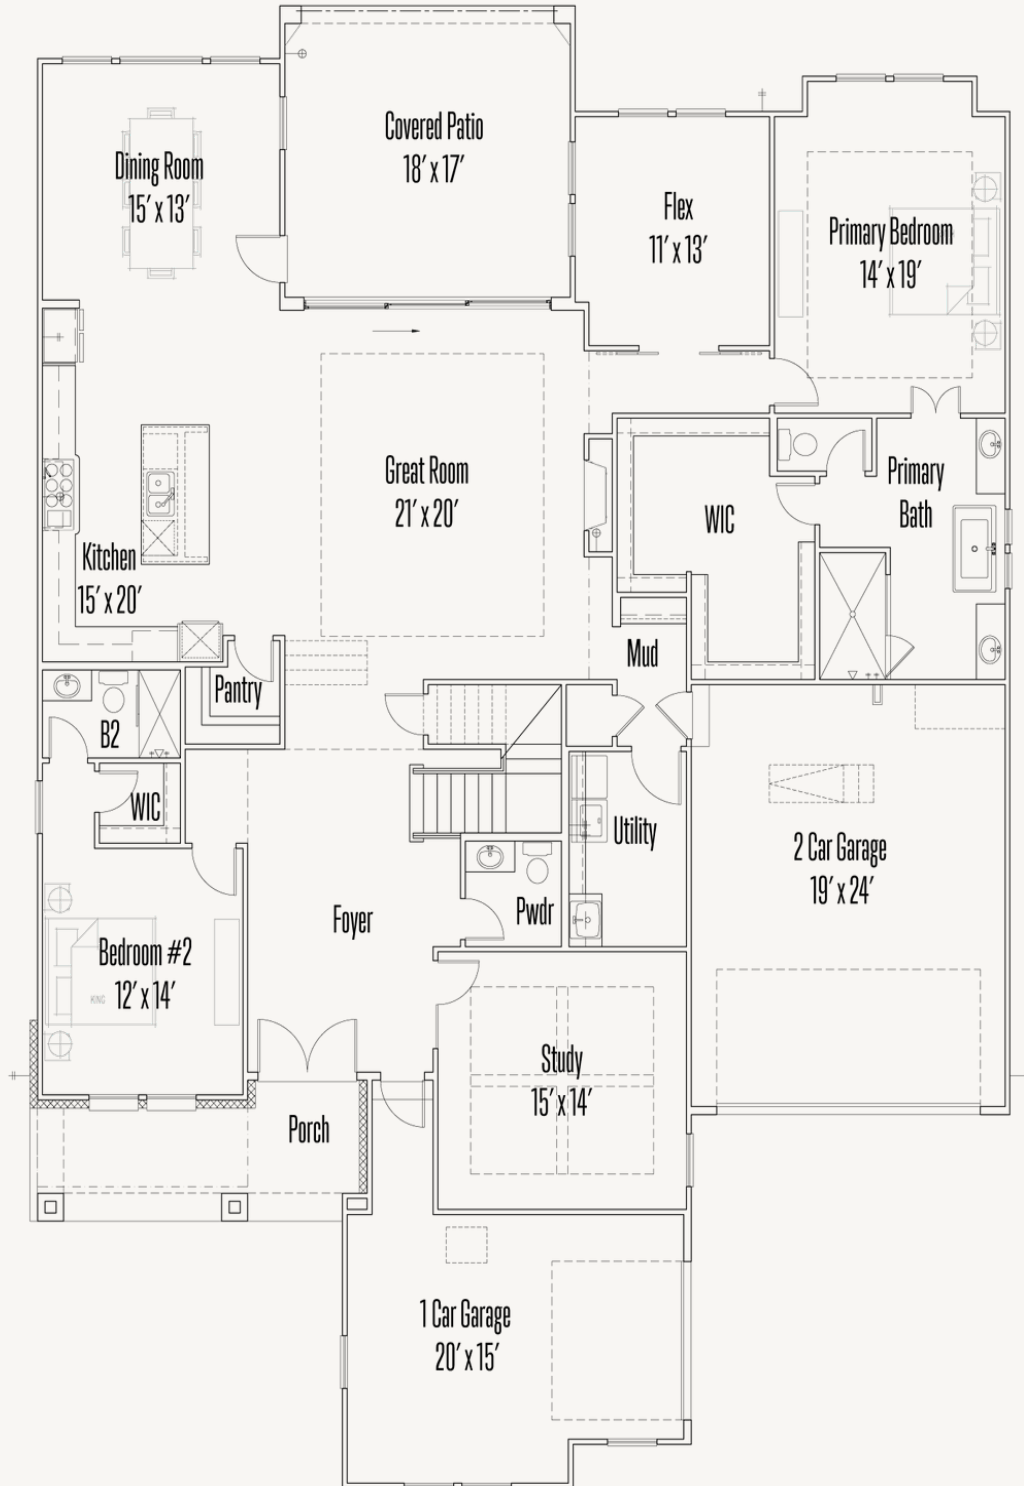 Covered Patio
18' x 17'
Dining Room
15' x 13'
Flex
11' x 13'
Primary Bedroom
14' x 19'
Great Room
21' x 20'
Primary
Bath
WIC
Kitchen
15' x 20'
Mud
Pantry
B2
WIC
Utility
2 Car Garage
19' x 24'
Pwdr
Foyer
Bedroom #2
12' x 14'
KING
Study
15' x 14'
Porch
1 Car Garage
20' x 15'